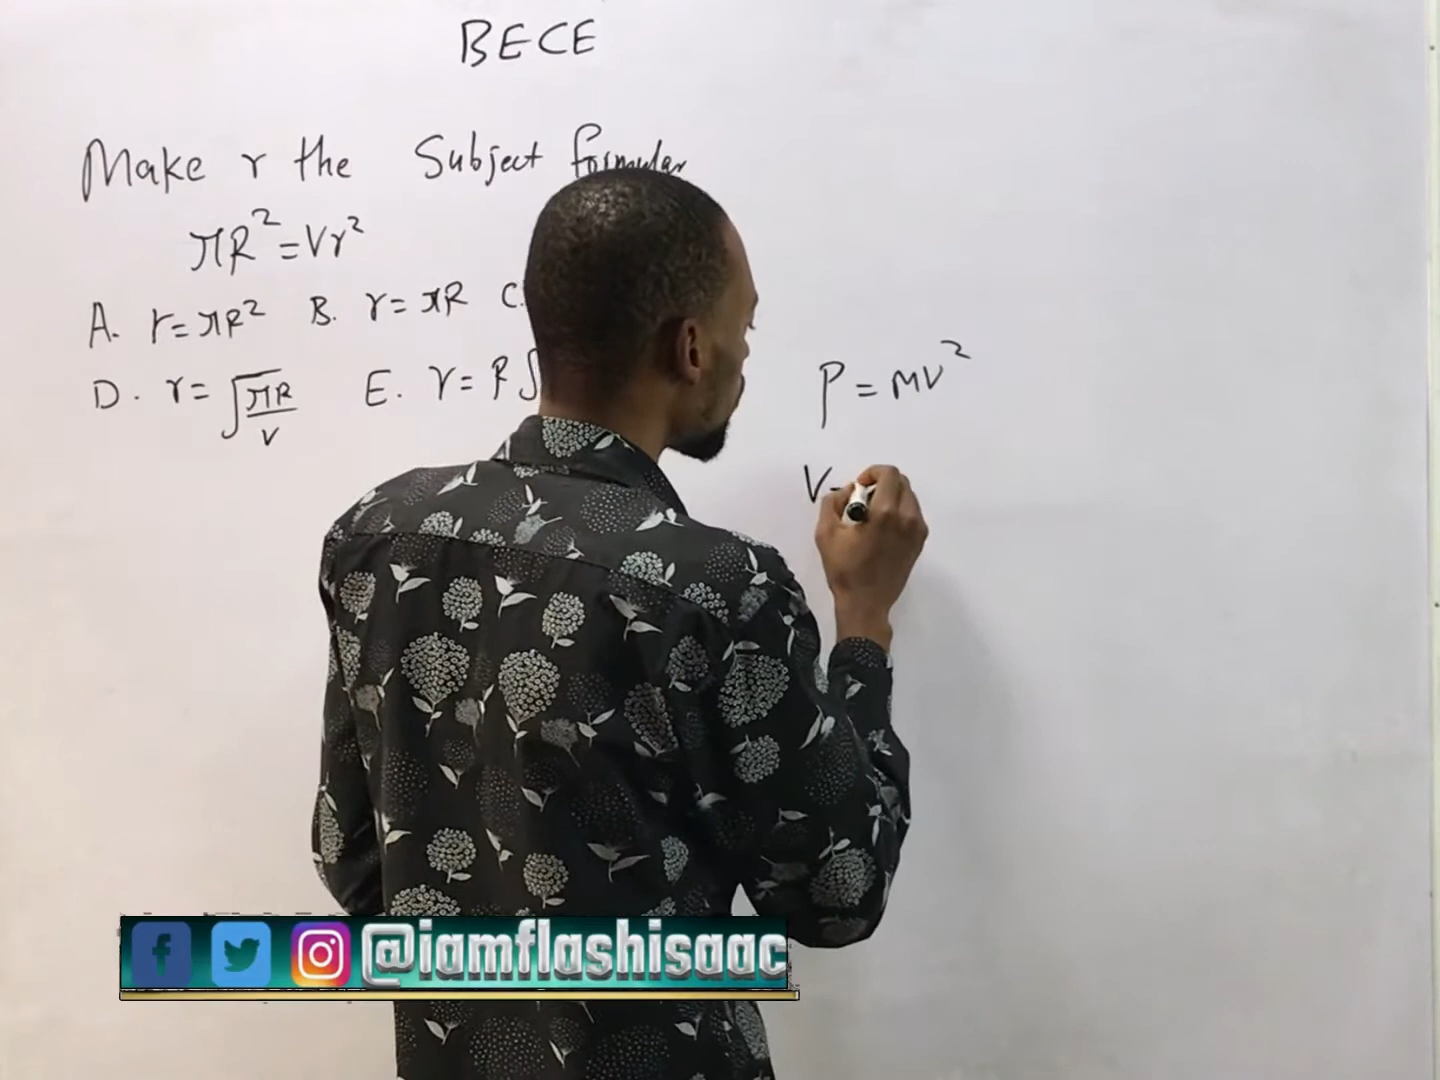 BECE
Make r the Subject formular
πR²=Vr²
A. r=πR² B. r=πR C.
D. r=√πR/V E. r=R√
P=mv²
V=
@iamflashisaac